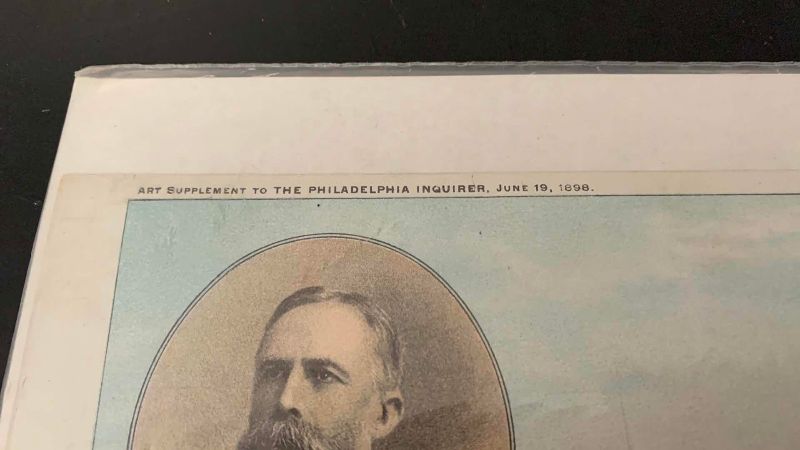 ART SUPPLEMENT TO THE PHILADELPHIA INQUIRER, JUNE 19, 1898.